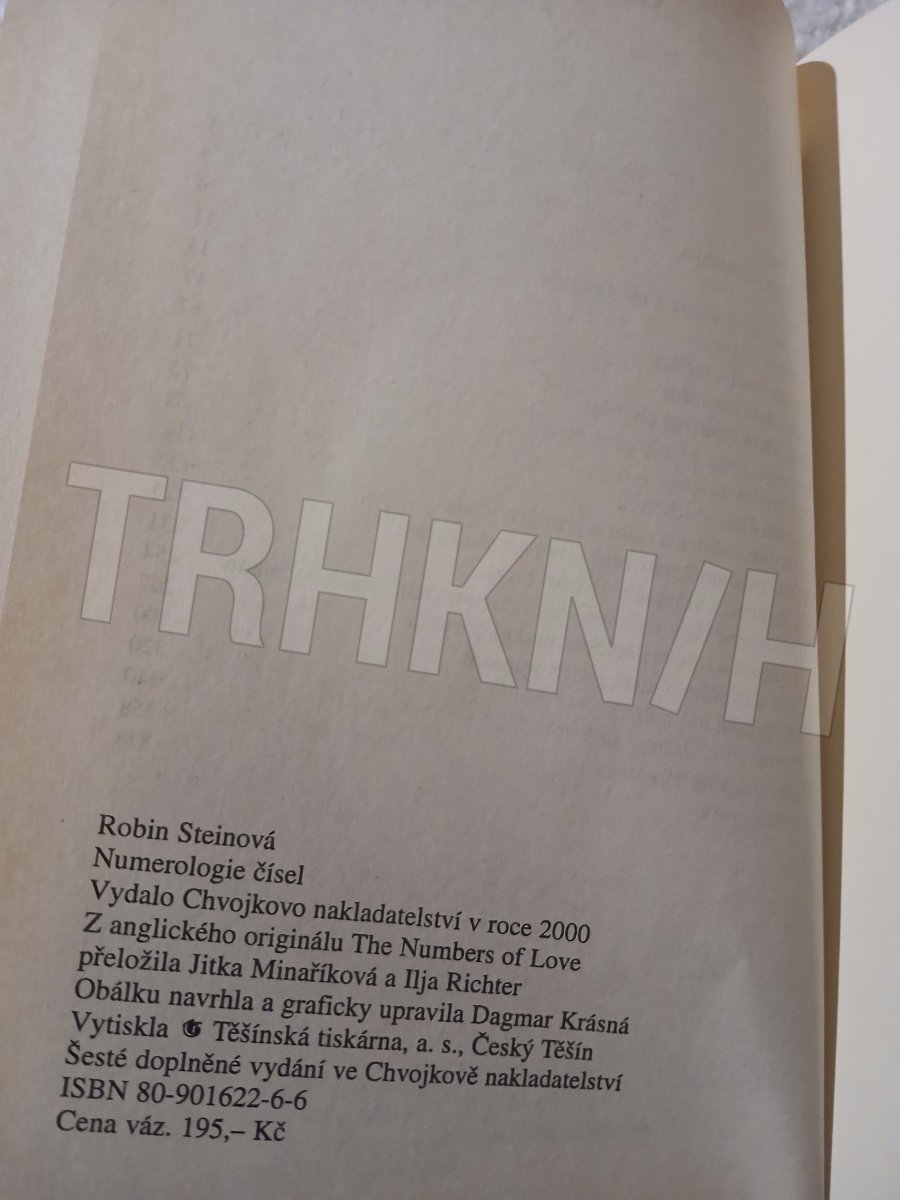 TRHKN/H
Robin Steinová
Numerologie čísel
Vydalo Chvojkovo nakladatelství v roce 2000
Z anglického originálu The Numbers of Love
přeložila Jitka Minaříková a Ilja Richter
Obálku navrhla a graficky upravila Dagmar Krásná
Vytiskla Těšínská tiskárna, a. s., Český Těšín
Šesté doplněné vydání ve Chvojkově nakladatelství
ISBN 80-901622-6-6
Cena váz. 195,– Kč